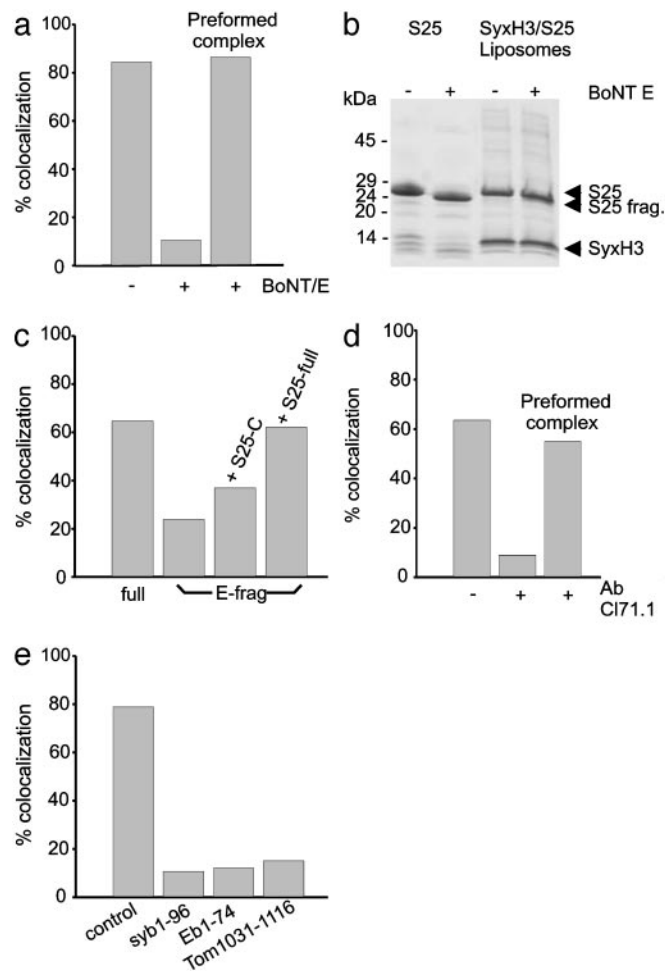 a
Preformed
complex
% colocalization
100
80
60
40
20
0
- + + BoNT/E
b
S25 SyxH3/S25
Liposomes
- + - + BoNT E
kDa
45 -
29 -
24 -
20 -
14 -
S25
S25 frag.
SyxH3
c
% colocalization
100
80
60
40
20
0
+ S25-C
+ S25-full
full E-frag
d
% colocalization
100
80
60
40
20
0
Preformed
complex
- + + Ab
Cl71.1
e
% colocalization
100
80
60
40
20
0
control
syb1-96
Eb1-74
Tom1031-1116